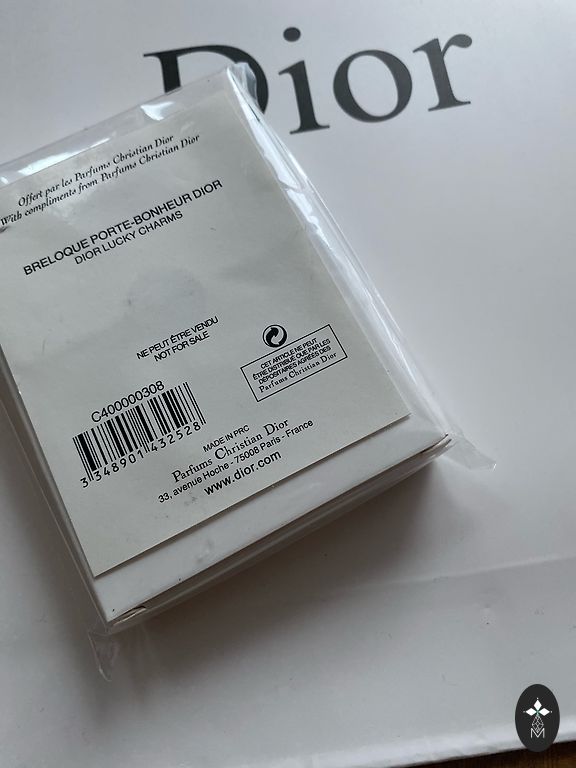 Dior
Offert par les Parfums Christian Dior
With compliments from Parfums Christian Dior
BRELOQUE PORTE-BONHEUR DIOR
DIOR LUCKY CHARMS
NE PEUT ÊTRE VENDU
NOT FOR SALE
CET ARTICLE NE PEUT
ÊTRE DISTRIBUÉ QUE PAR LES
DÉPOSITAIRES AGRÉÉS DES
Parfums Christian Dior
C400000308
3 348901 432528
MADE IN PRC
Parfums Christian Dior
33, avenue Hoche - 75008 Paris - France
www.dior.com
M